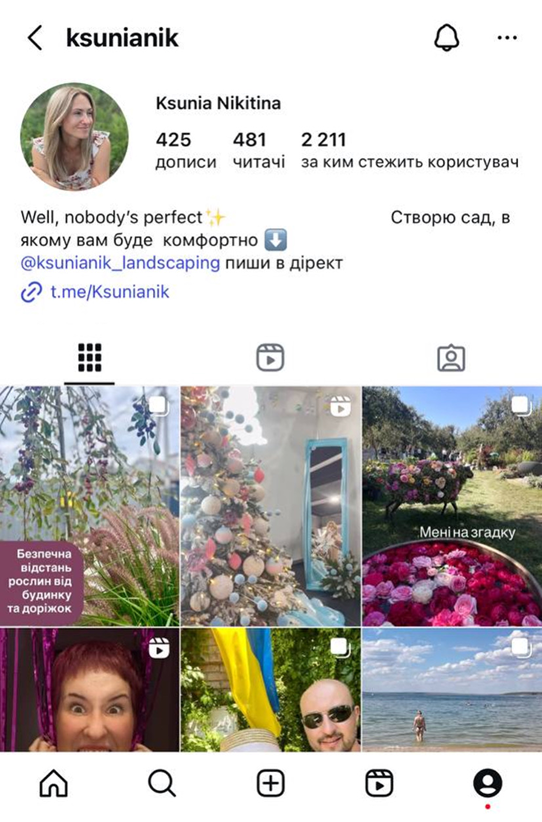 ksunianik
Ksunia Nikitina
425 481 2 211
дописи читачі за ким стежить користувач
Well, nobody's perfect✨ Створю сад, в
якому вам буде комфортно ⬇️
@ksunianik_landscaping пиши в дірект
t.me/Ksunianik
Безпечна
відстань
рослин від
будинку
та доріжок
Мені на згадку